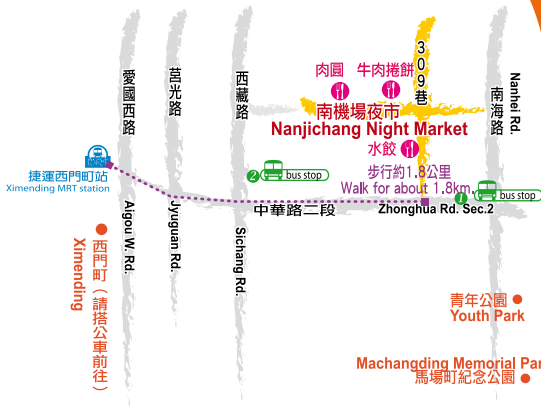 愛國西路
莒光路
西藏路
309巷
南海路
Nanhei Rd.
肉圓
牛肉捲餅
南機場夜市
Nanjichang Night Market
水餃
捷運西門町站
Ximending MRT station
2
bus stop
步行約1.8公里
Walk for about 1.8km.
1
bus stop
中華路二段
Zhonghua Rd. Sec.2
Aigou W. Rd.
Jyuguan Rd.
Sichang Rd.
西門町（請搭公車前往）
Ximending
青年公園
Youth Park
Machangding Memorial Par
馬場町紀念公園